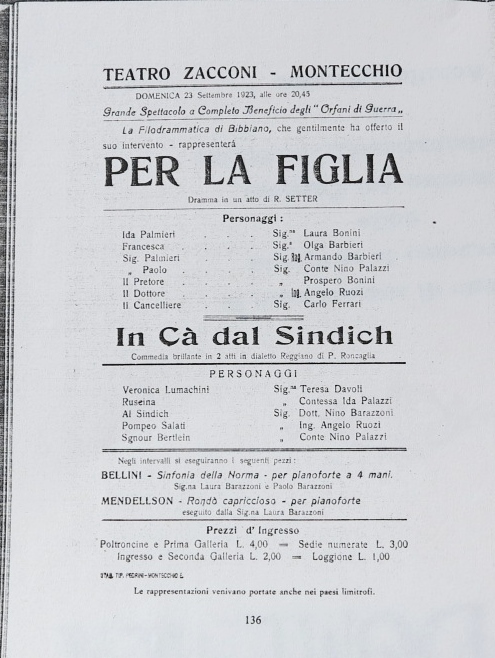 TEATRO ZACCONI - MONTECCHIO
DOMENICA 23 Settembre 1923, alle ore 20,45
Grande Spettacolo a Completo Beneficio degli "Orfani di Guerra„
La Filodrammatica di Bibbiano, che gentilmente ha offerto il
suo intervento - rappresenterà
PER LA FIGLIA
Dramma in un atto di R. SETTER
Personaggi :
Ida Palmieri . . . . Sig.na Laura Bonini
Francesca . . . . Sig.a Olga Barbieri
Sig. Palmieri . . . . Sig. Rag. Armando Barbieri
„ Paolo . . . . Sig. Conte Nino Palazzi
Il Pretore . . . . „ Prospero Bonini
Il Dottore . . . . „ Ing. Angelo Ruozi
Il Cancelliere . . . . Sig. Carlo Ferrari
In Cà dal Sindich
Commedia brillante in 2 atti in dialetto Reggiano di P. Roncaglia
PERSONAGGI
Veronica Lumachini Sig.na Teresa Davoli
Ruseina „ Contessa Ida Palazzi
Al Sindich Sig. Dott. Nino Barazzoni
Pompeo Salati „ Ing. Angelo Ruozi
Sgnour Bertlein „ Conte Nino Palazzi
Negli intervalli si eseguiranno i seguenti pezzi :
BELLINI - Sinfonia della Norma - per pianoforte a 4 mani.
Sig.na Laura Barazzoni e Paolo Barazzoni
MENDELLSON - Rondò capriccioso - per pianoforte
eseguito dalla Sig.na Laura Barazzoni
Prezzi d' Ingresso
Poltroncine e Prima Galleria L. 4,00 = Sedie numerate L. 3,00
Ingresso e Seconda Galleria L. 2,00 = Loggione L. 1,00
STAB. TIP. PEDRINI - MONTECCHIO E.
Le rappresentazioni venivano portate anche nei paesi limitrofi.
136